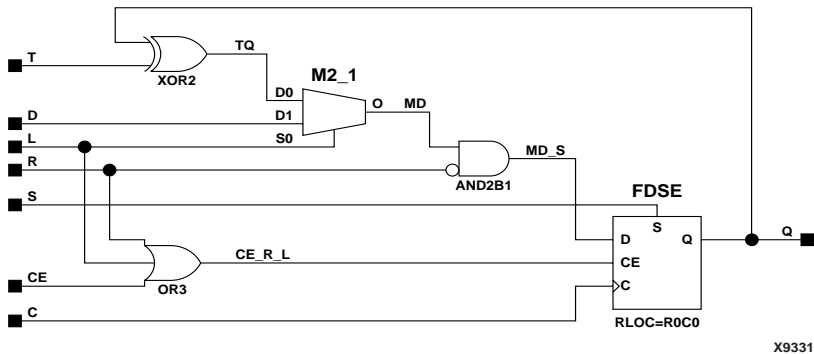 T
XOR2
TQ
M2_1
D0
O
MD
D
D1
L
S0
R
AND2B1
MD_S
S
FDSE
S
D
Q
Q
CE_R_L
CE
CE
OR3
C
C
RLOC=R0C0
X9331